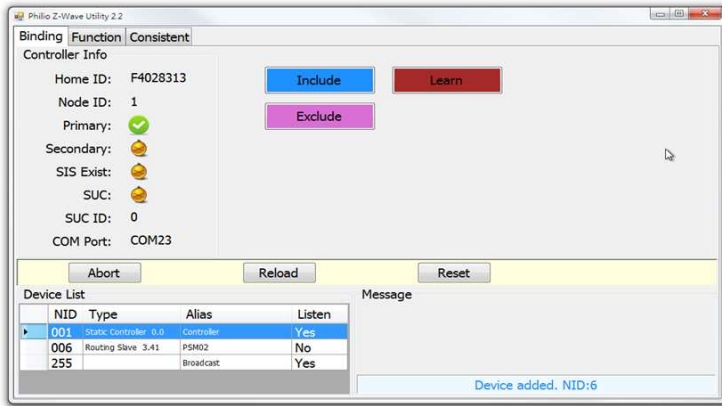 Philio Z-Wave Utility 2.2
Binding Function Consistent
Controller Info
Home ID: F4028313
Include Learn
Node ID: 1
Exclude
Primary:
Secondary:
SIS Exist:
SUC:
SUC ID: 0
COM Port: COM23
Abort Reload Reset
Device List
Message
NID Type Alias Listen
001 Static Controller 0.0 Controller Yes
006 Routing Slave 3.41 PSM02 No
255 Broadcast Yes
Device added. NID:6